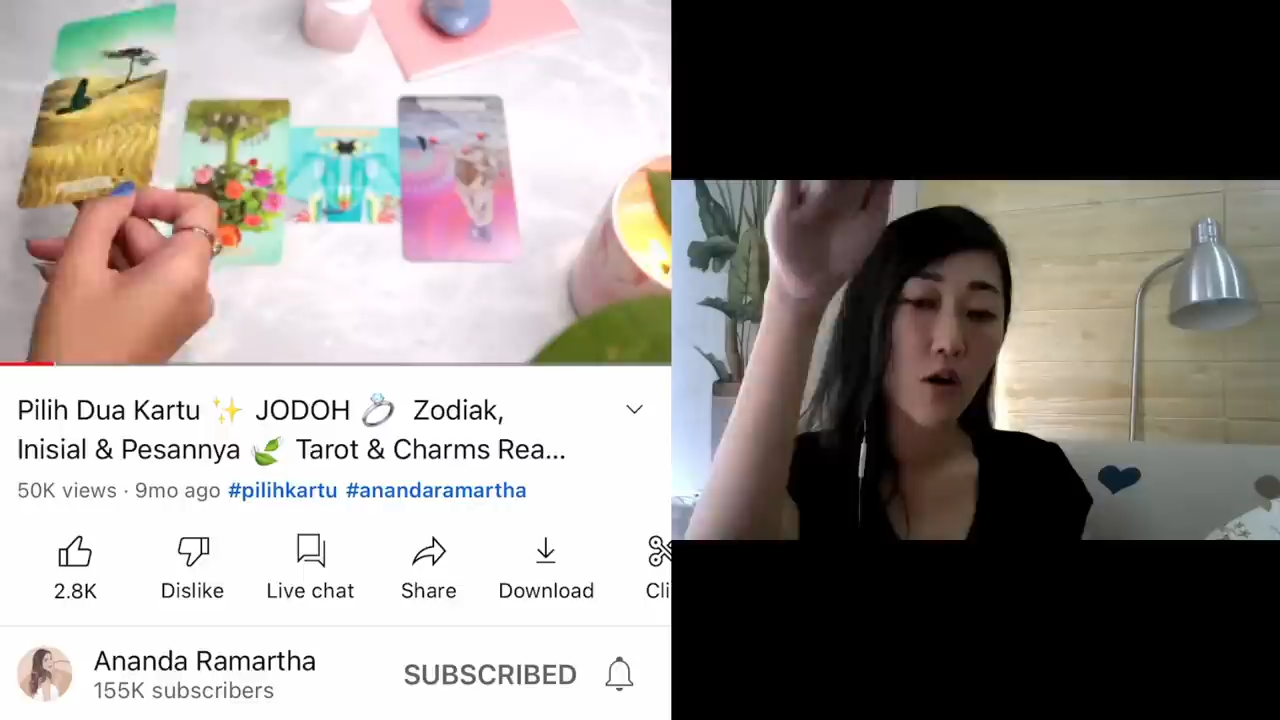 Pilih Dua Kartu ✨ JODOH 💍 Zodiak,
Inisial & Pesannya 🌿 Tarot & Charms Rea...
50K views · 9mo ago #pilihkartu #anandaramartha
2.8K Dislike Live chat Share Download Cli
Ananda Ramartha
155K subscribers
SUBSCRIBED